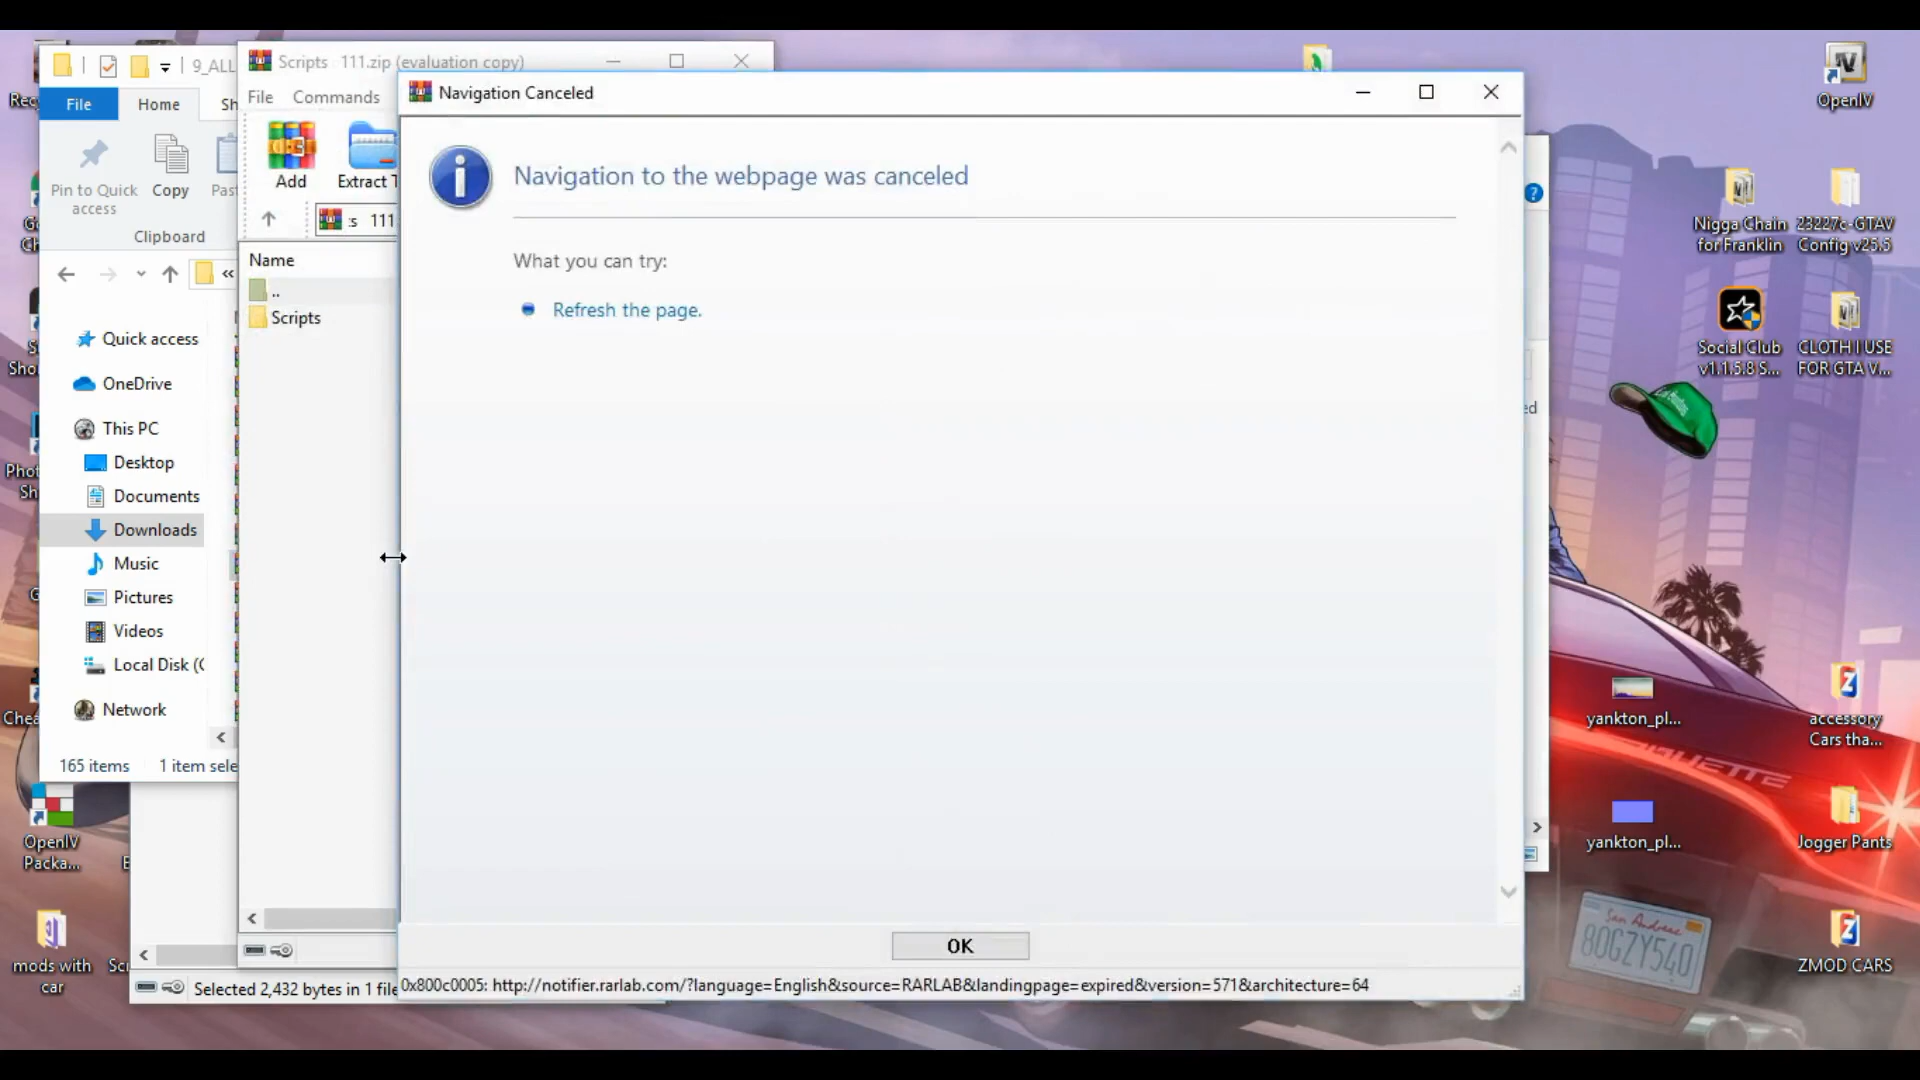 9_ALL
Scripts 111.zip (evaluation copy)
Navigation Canceled
File
Home
File
Commands
Pin to Quick
access
Copy
Add
Clipboard
111
Name
..
Scripts
Navigation to the webpage was canceled
What you can try:
Refresh the page.
Quick access
OneDrive
This PC
Desktop
Documents
Downloads
Music
Pictures
Videos
Local Disk (
Network
165 items
Selected 2,432 bytes in 1 file
OK
0x800c0005: http://notifier.rarlab.com/?language=English&source=RARLAB&landingpage=expired&version=571&architecture=64
OpenIV
Packa...
mods with
car
OpenIV
Nigga Chain
for Franklin
23227c-GTAV
Config v25.5
Social Club
v1.1.5.8 S...
CLOTH I USE
FOR GTA V...
yankton_pl...
accessory
Cars tha...
yankton_pl...
Jogger Pants
ZMOD CARS
San Andreas
80GZY540